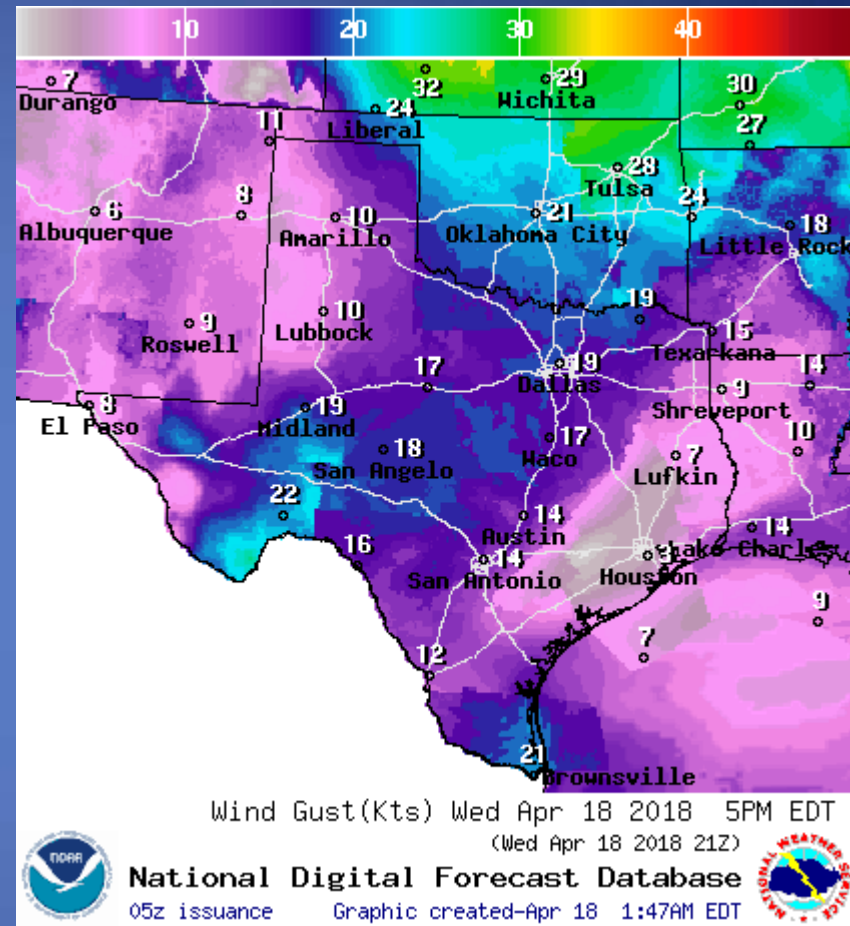 10 20 30 40
7 32 29 30
Durango Wichita
24
Liberal
11 27
28
Tulsa
6 8 10 21 24 18
Albuquerque Amarillo Oklahoma City Little Rock
9 10 19
Roswell Lubbock 15
Texarkana
17 19 14
Dallas 9
8 19 Shreveport
El Paso Midland
18 17 7 10
San Angelo Waco Lufkin
22 14 14
Austin
16 14 Lake Charl
San Antonio Houston
9
7
12
21
Brownsville
Wind Gust(Kts) Wed Apr 18 2018 5PM EDT
(Wed Apr 18 2018 21Z)
NOAA
National Digital Forecast Database
05z issuance Graphic created-Apr 18 1:47AM EDT
NATIONAL WEATHER SERVICE